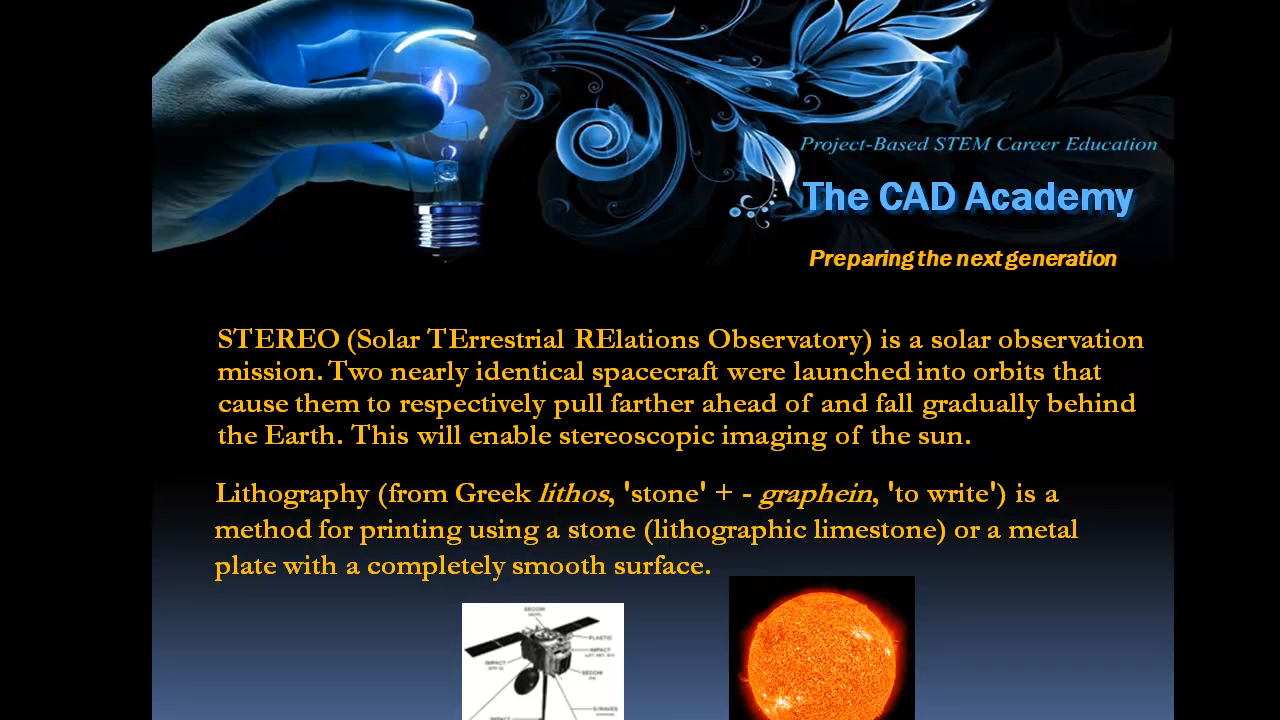 Project-Based STEM Career Education
The CAD Academy
Preparing the next generation
STEREO (Solar TErrestrial RElations Observatory) is a solar observation
mission. Two nearly identical spacecraft were launched into orbits that
cause them to respectively pull farther ahead of and fall gradually behind
the Earth. This will enable stereoscopic imaging of the sun.
Lithography (from Greek lithos, 'stone' + - graphein, 'to write') is a
method for printing using a stone (lithographic limestone) or a metal
plate with a completely smooth surface.
SECCHI
PLASTIC
IMPACT
IMPACT
SECCHI
S/WAVES
IMPACT